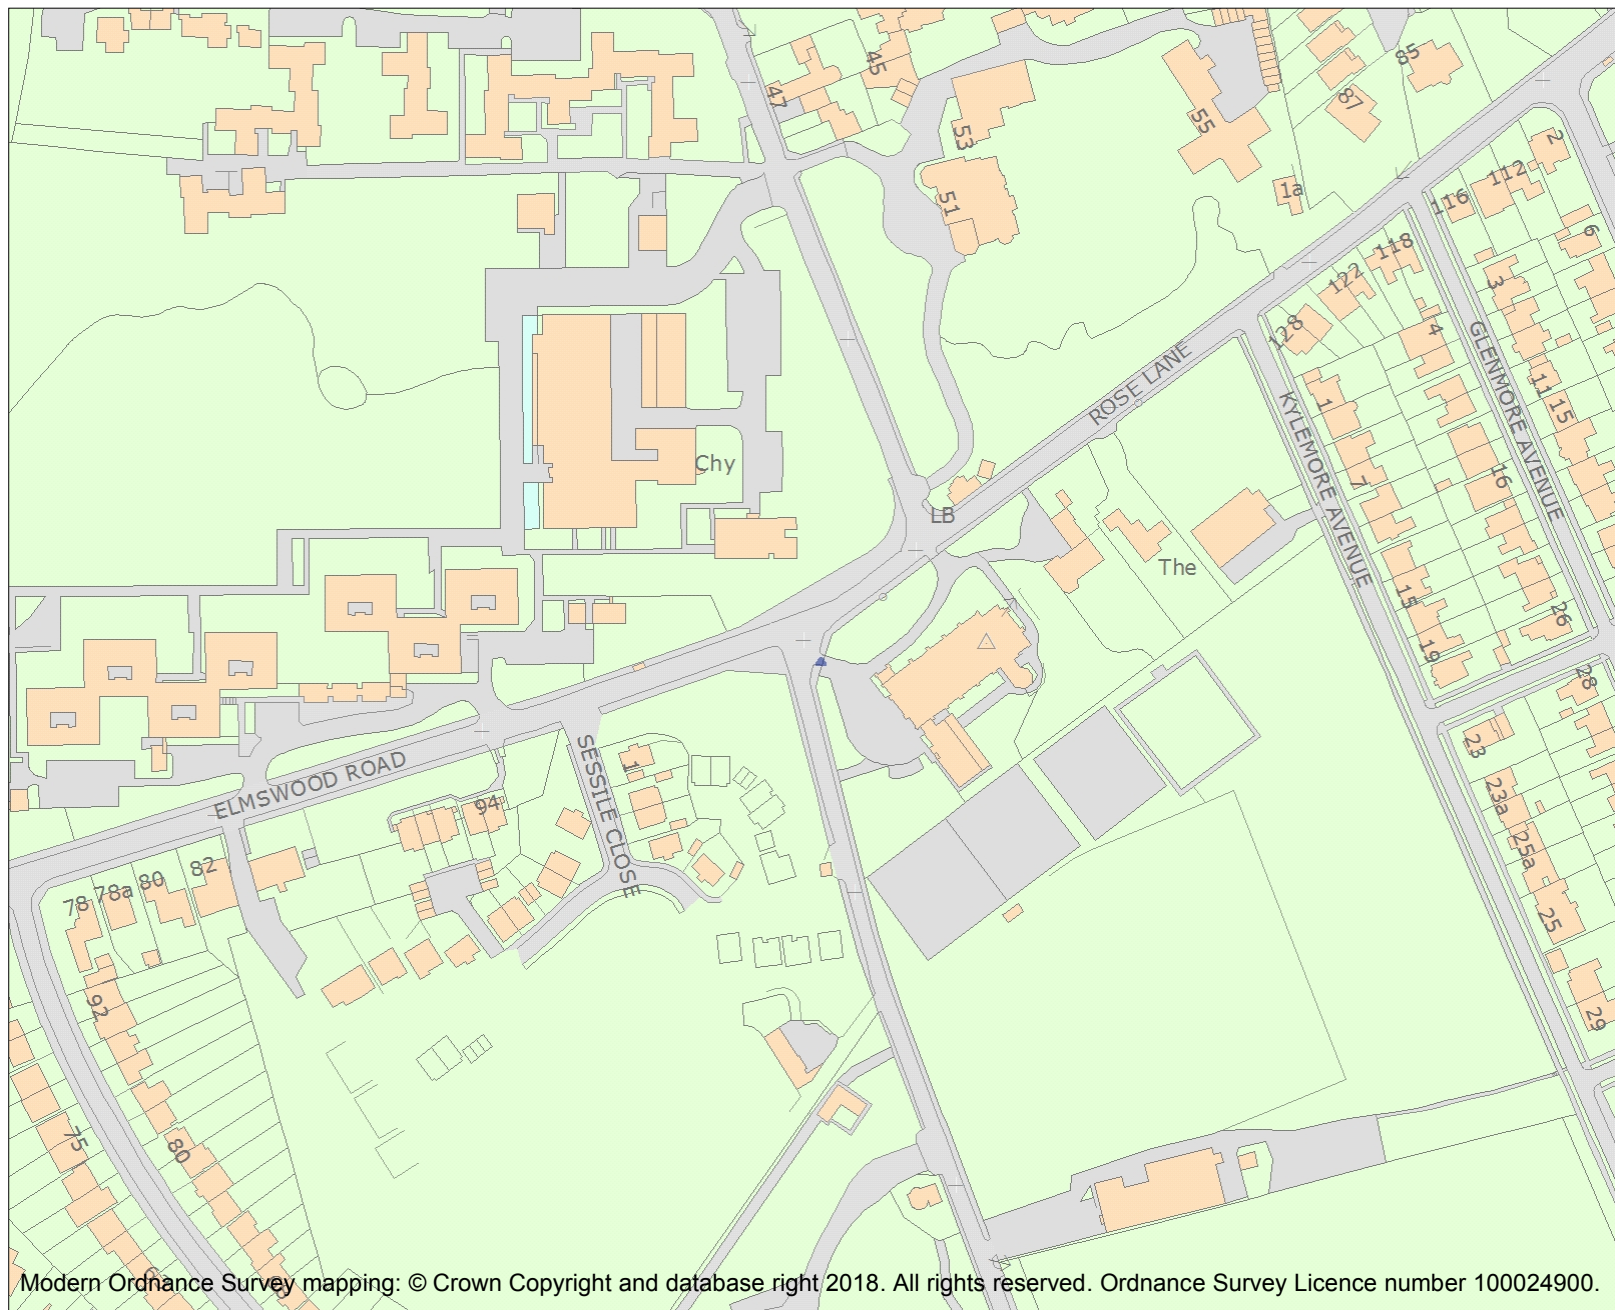 45
85
47
87
55
53
2
112
1a
116
51
6
118
122
3
128
4
ROSE LANE
GLENMORE AVENUE
KYLEMORE AVENUE
11
1
15
Chy
7
16
LB
The
15
26
19
28
23
1
ELMSWOOD ROAD
SESSILE CLOSE
94
23a
25a
82
80
78a
78
25
92
29
75
80
Modern Ordnance Survey mapping: © Crown Copyright and database right 2018. All rights reserved. Ordnance Survey Licence number 100024900.